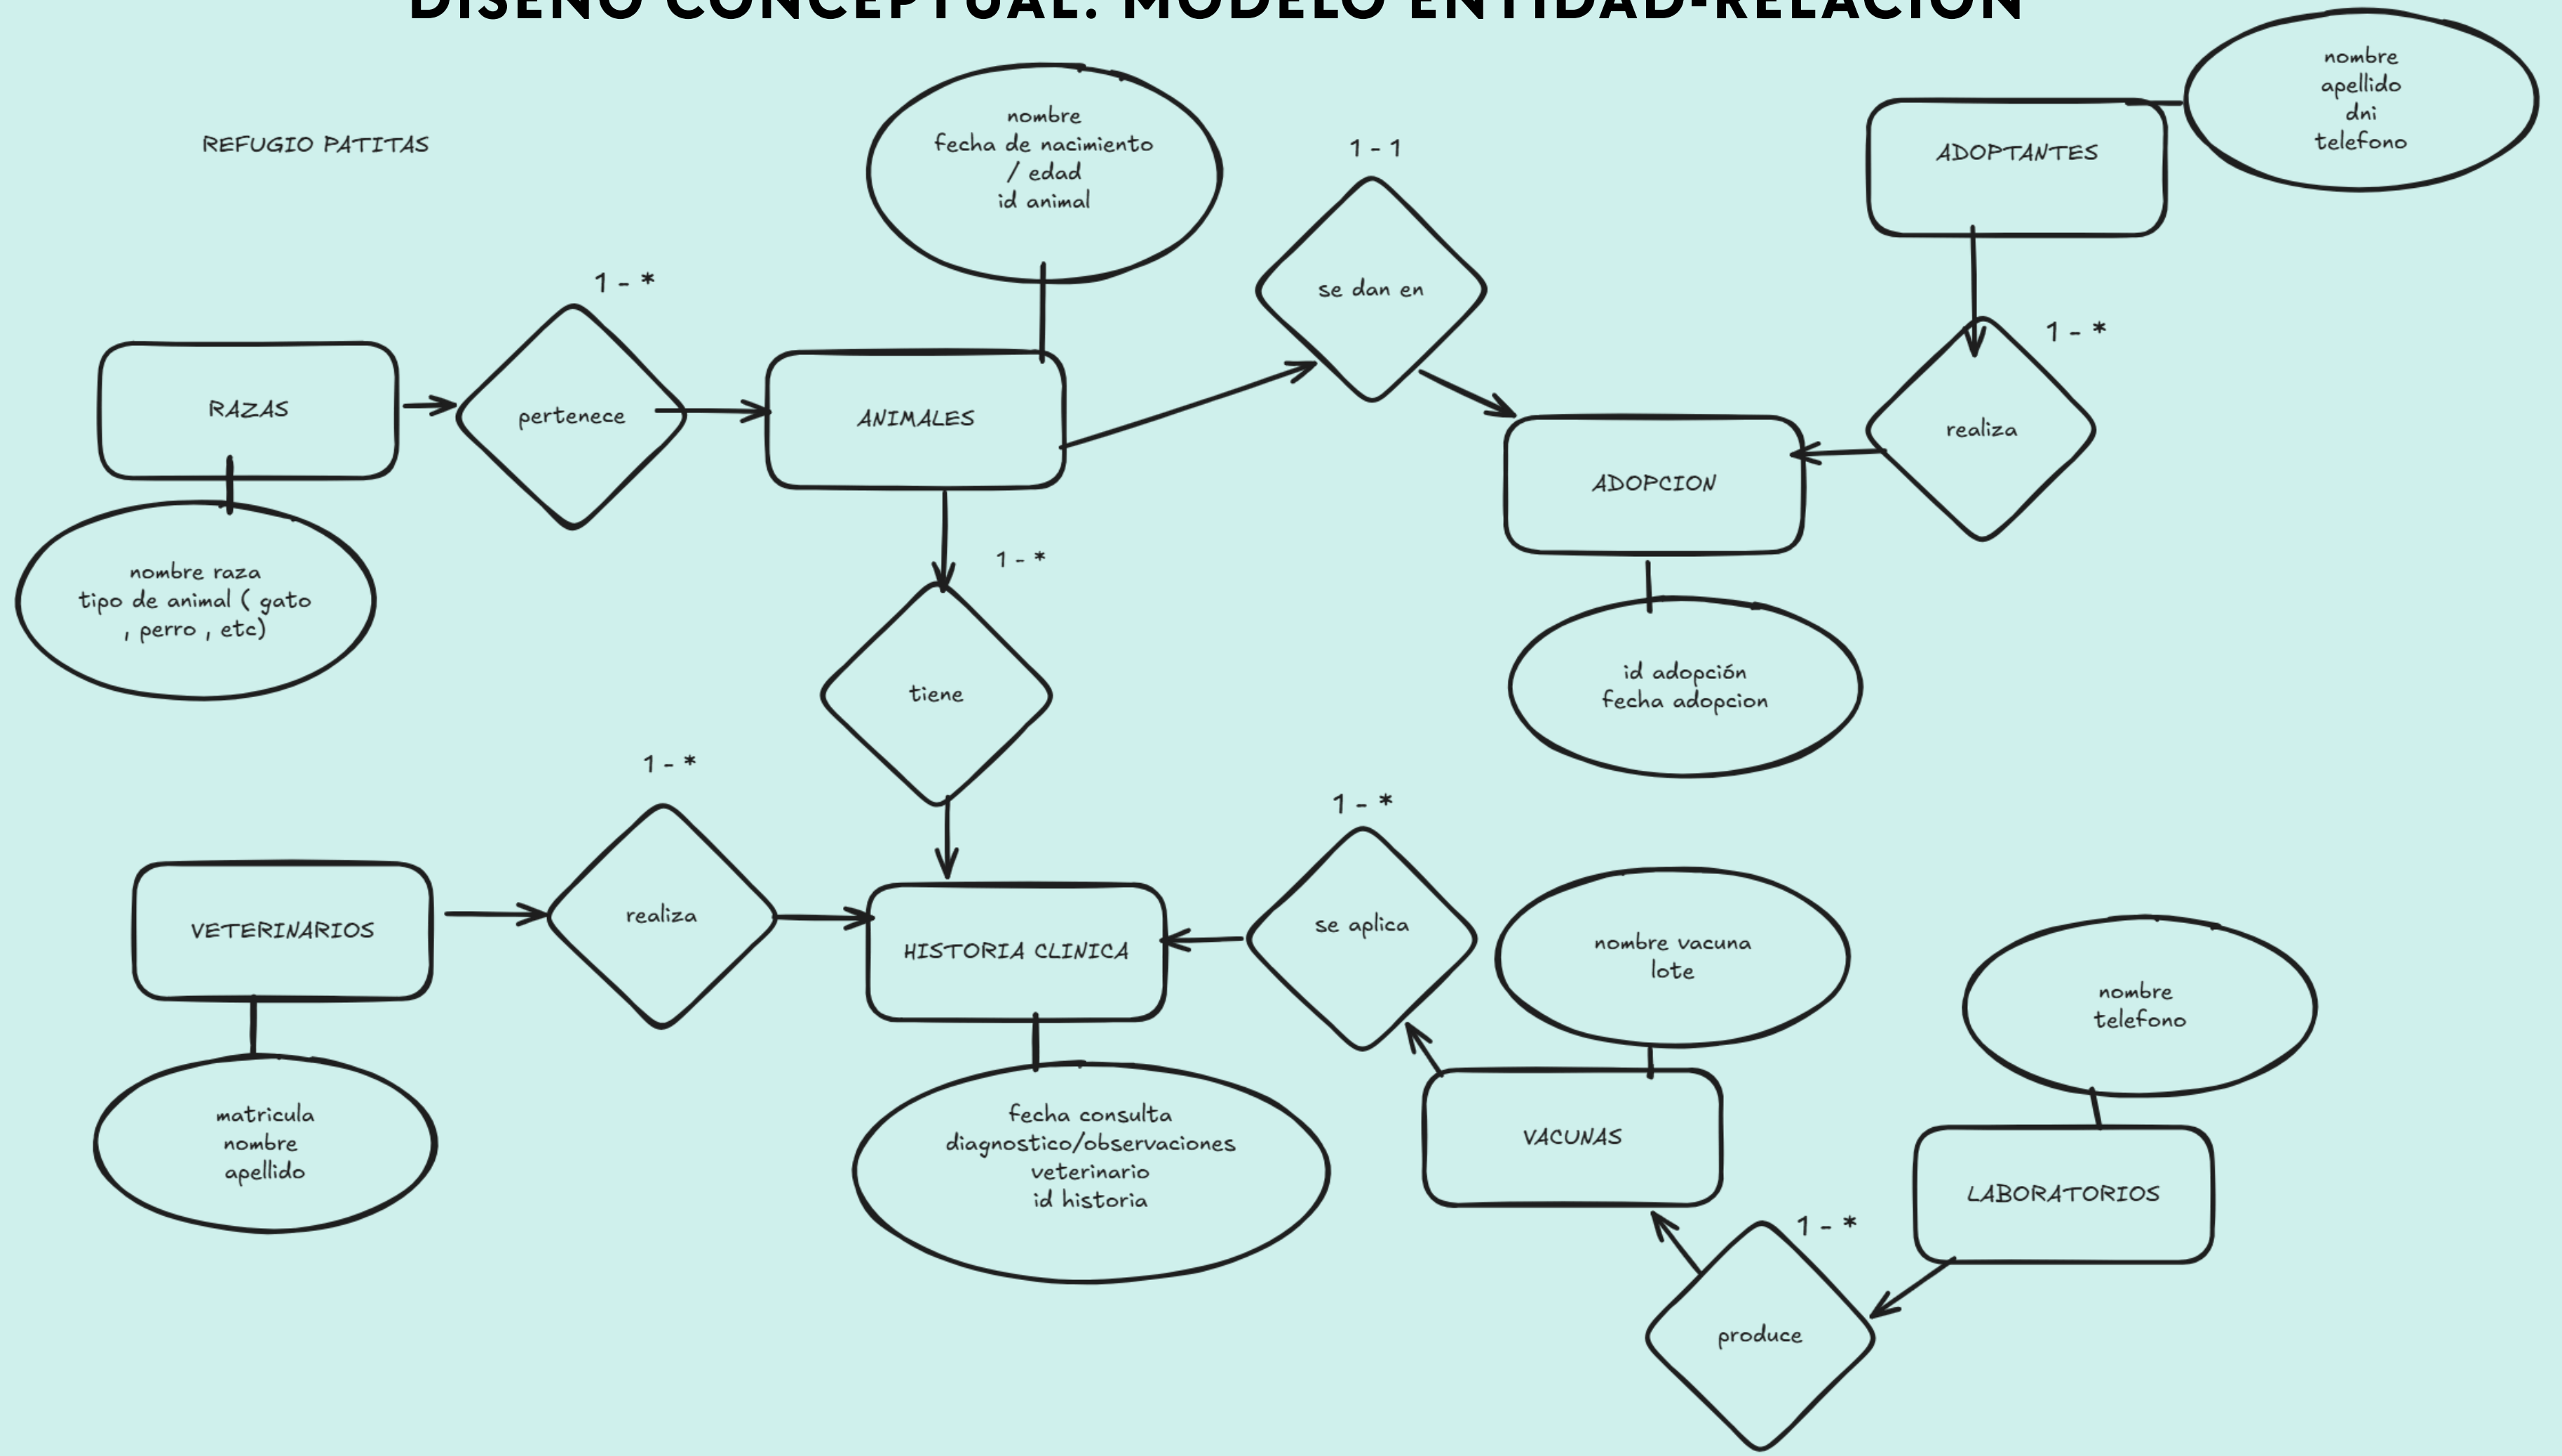 DISEÑO CONCEPTUAL: MODELO ENTIDAD-RELACIÓN
REFUGIO PATITAS
nombre
fecha de nacimiento
/ edad
id animal
1 - 1
se dan en
ADOPTANTES
nombre
apellido
dni
telefono
1 - *
RAZAS
pertenece
ANIMALES
1 - *
realiza
ADOPCION
nombre raza
tipo de animal ( gato
, perro , etc)
1 - *
tiene
id adopción
fecha adopcion
1 - *
VETERINARIOS
realiza
HISTORIA CLINICA
1 - *
se aplica
nombre vacuna
lote
nombre
telefono
matricula
nombre
apellido
fecha consulta
diagnostico/observaciones
veterinario
id historia
VACUNAS
LABORATORIOS
1 - *
produce